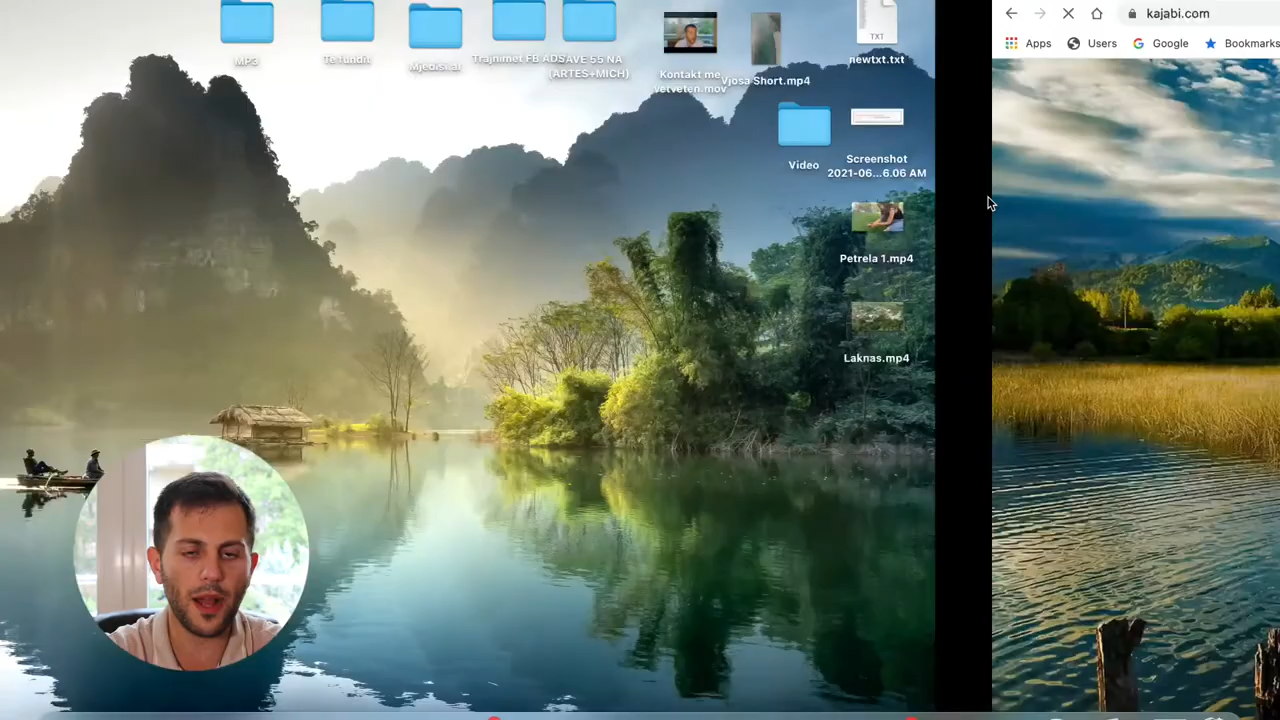 kajabi.com
Apps
Users
Google
Bookmarks
MP3
Te fundit
Mjedisi.ai
Trajnimet FB ADS
SAVE 55 NA
(ARTES+MICH)
Kontakt me
vetveten.mov
Vjosa Short.mp4
TXT
newtxt.txt
Video
Screenshot
2021-06...6.06 AM
Petrela 1.mp4
Laknas.mp4